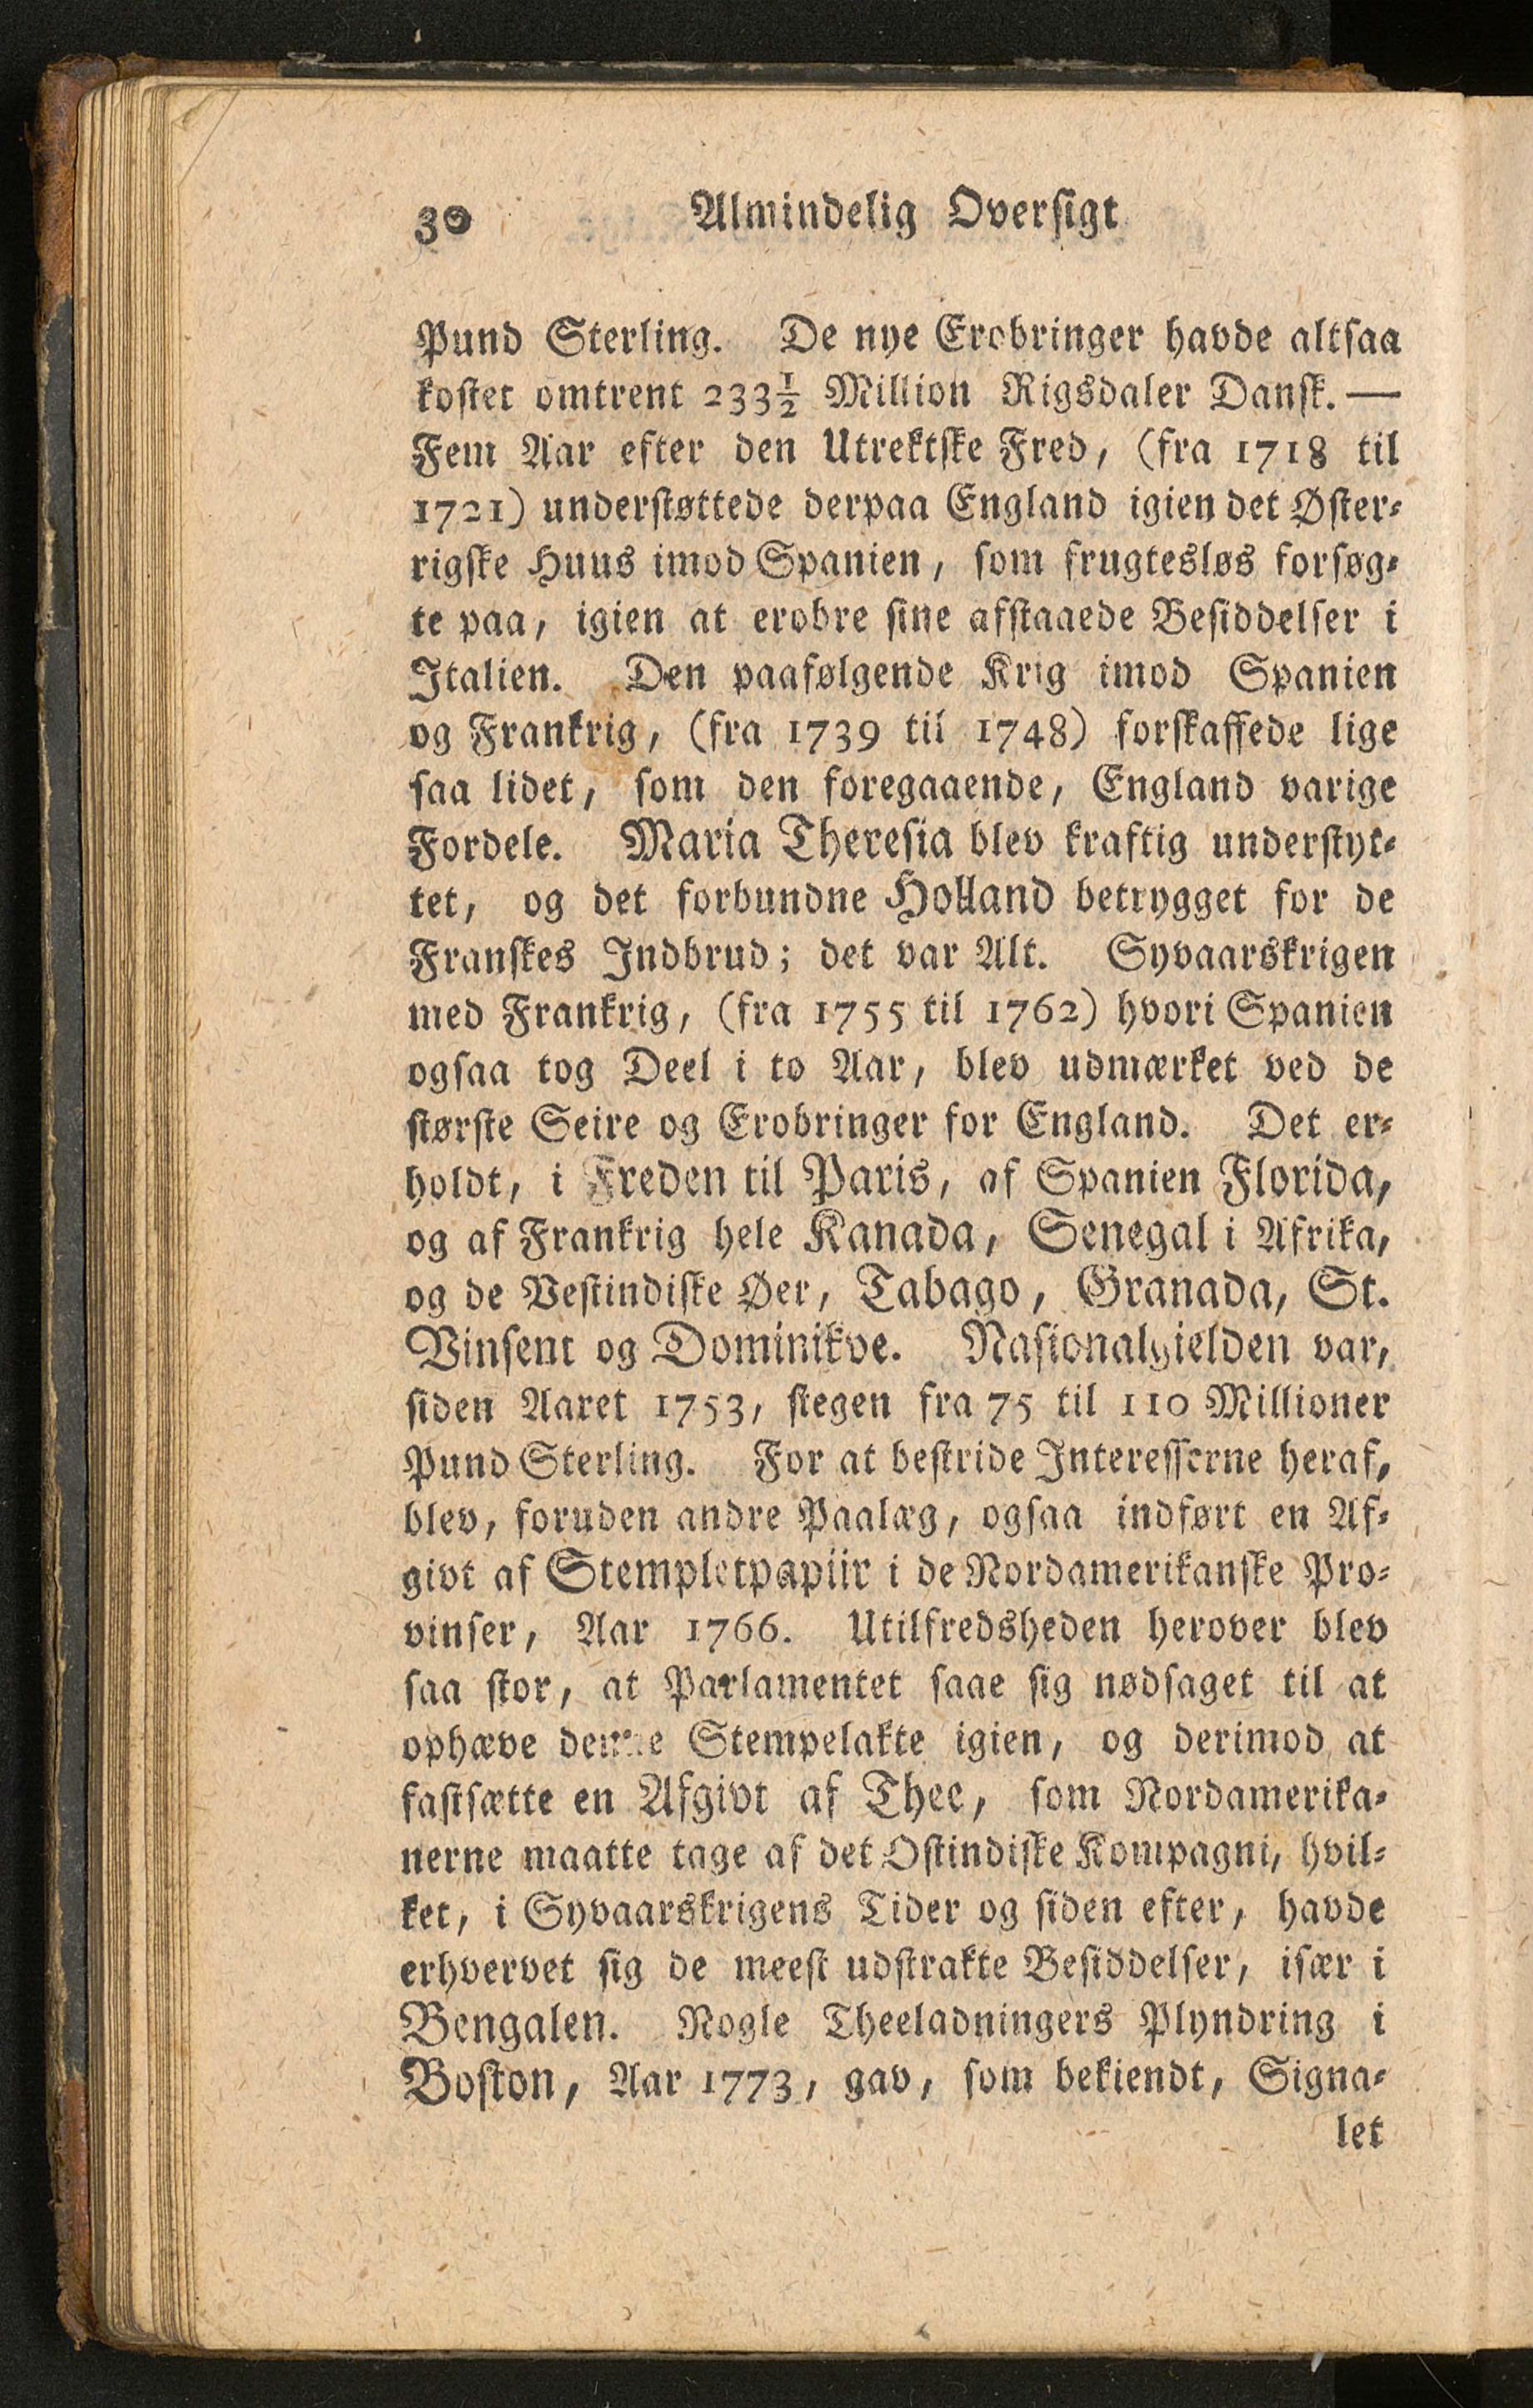 30 Almindelig Oversigt
Pund Sterling. De nye Erobringer havde altsaa
kostet omtrent 233½ Million Rigsdaler Dansk. —
Fem Aar efter den Utrektske Fred, (fra 1718 til
1721) understøttede derpaa England igien det Øster-
rigske Huus imod Spanien, som frugtesløs forsøg-
te paa, igien at erobre sine afstaaede Besiddelser i
Italien. Den paafølgende Krig imod Spanien
og Frankrig, (fra 1739 til 1748) forskaffede lige
saa lidet, som den foregaaende, England varige
Fordele. Maria Theresia blev kraftig understyt-
tet, og det forbundne Holland betrygget for de
Franskes Indbrud; det var Alt. Syvaarskrigen
med Frankrig, (fra 1755 til 1762) hvori Spanien
ogsaa tog Deel i to Aar, blev udmærket ved de
største Seire og Erobringer for England. Det er-
holdt, i Freden til Paris, af Spanien Florida,
og af Frankrig hele Kanada, Senegal i Afrika,
og de Vestindiske Øer, Tabago, Granada, St.
Vinsent og Dominikve. Nasionalgielden var,
siden Aaret 1753, stegen fra 75 til 110 Millioner
Pund Sterling. For at bestride Interesserne heraf,
blev, foruden andre Paalæg, ogsaa indført en Af-
givt af Stempletpapiir i de Nordamerikanske Pro-
vinser, Aar 1766. Utilfredsheden herover blev
saa stor, at Parlamentet saae sig nødsaget til at
ophæve denne Stempelakte igien, og derimod at
fastsætte en Afgivt af Thee, som Nordamerika-
nerne maatte tage af det Ostindiske Kompagni, hvil-
ket, i Syvaarskrigens Tider og siden efter, havde
erhvervet sig de meest udstrakte Besiddelser, især i
Bengalen. Nogle Theeladningers Plyndring i
Boston, Aar 1773, gav, som bekiendt, Signa-
let